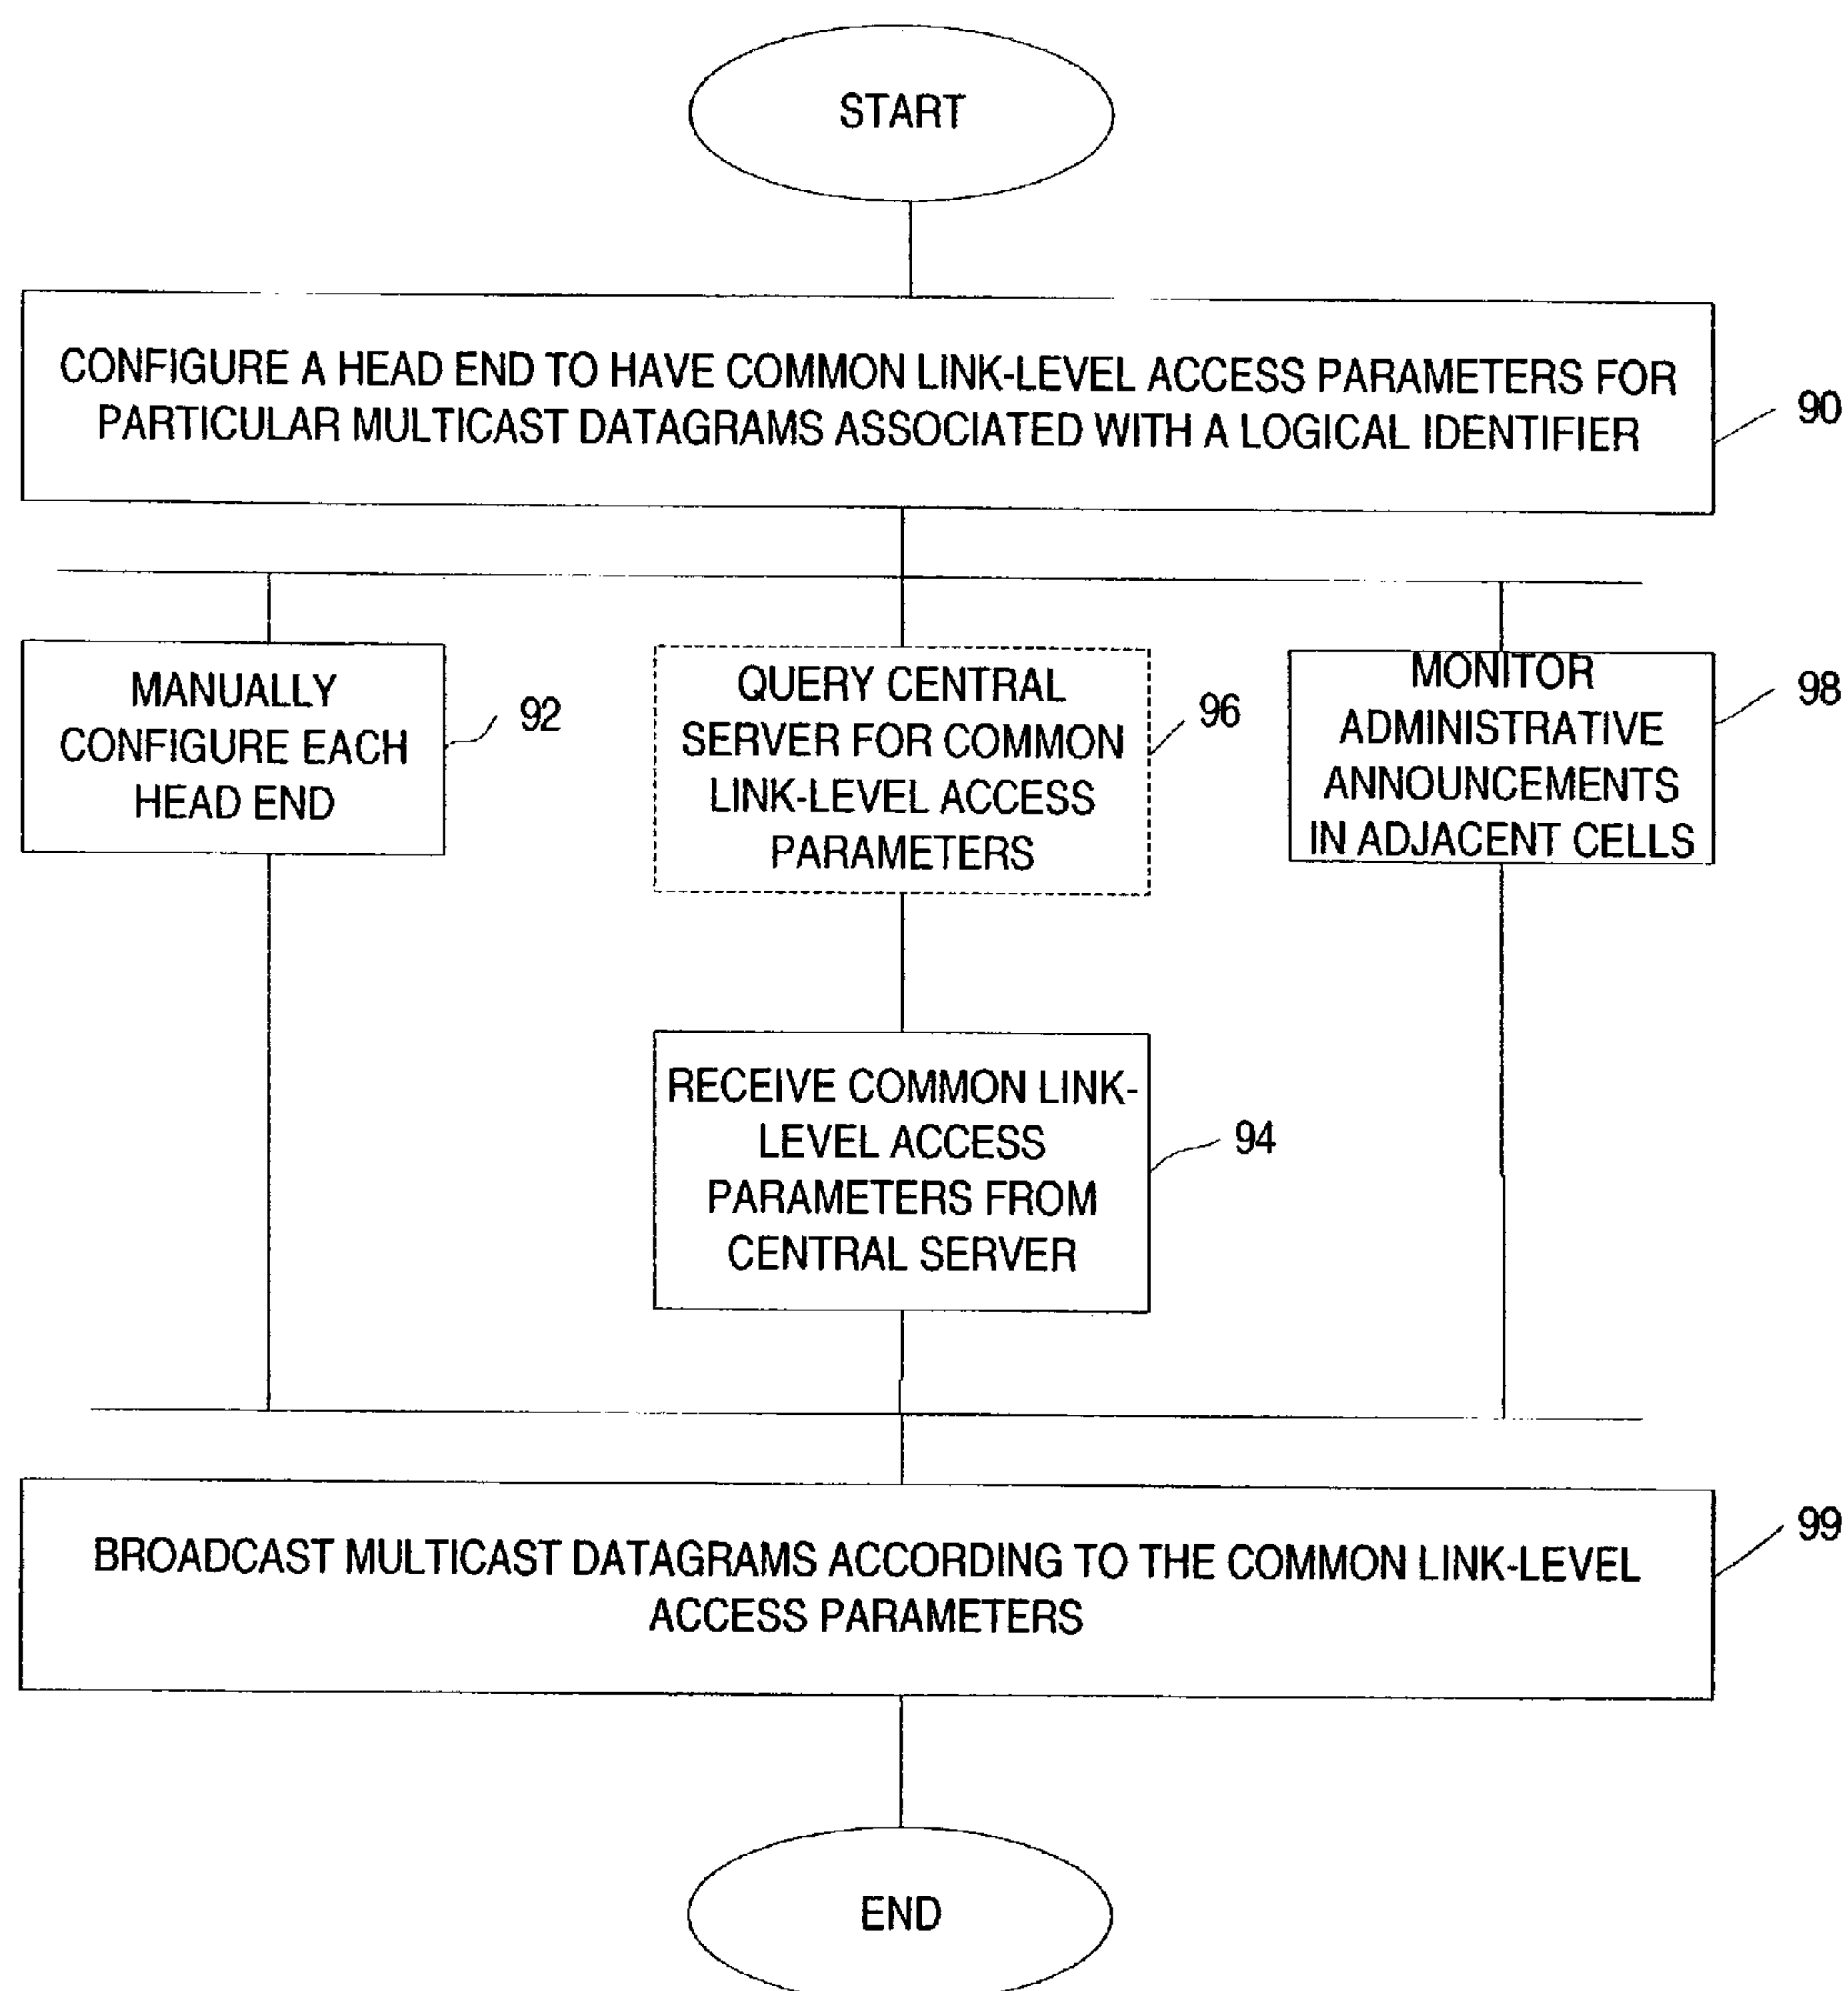 START
CONFIGURE A HEAD END TO HAVE COMMON LINK-LEVEL ACCESS PARAMETERS FOR
PARTICULAR MULTICAST DATAGRAMS ASSOCIATED WITH A LOGICAL IDENTIFIER
90
MANUALLY
CONFIGURE EACH
HEAD END
92
QUERY CENTRAL
SERVER FOR COMMON
LINK-LEVEL ACCESS
PARAMETERS
96
MONITOR
ADMINISTRATIVE
ANNOUNCEMENTS
IN ADJACENT CELLS
98
RECEIVE COMMON LINK-
LEVEL ACCESS
PARAMETERS FROM
CENTRAL SERVER
94
BROADCAST MULTICAST DATAGRAMS ACCORDING TO THE COMMON LINK-LEVEL
ACCESS PARAMETERS
99
END